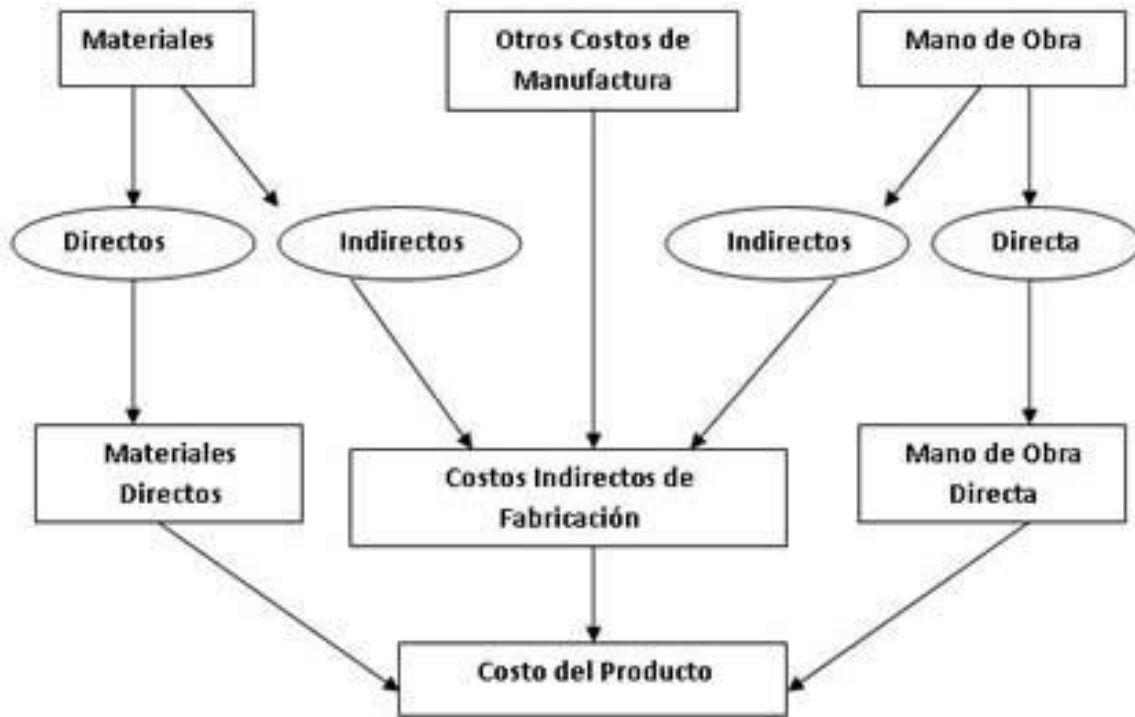 Materiales
Otros Costos de
Manufactura
Mano de Obra
Directos
Indirectos
Indirectos
Directa
Materiales
Directos
Costos Indirectos de
Fabricación
Mano de Obra
Directa
Costo del Producto